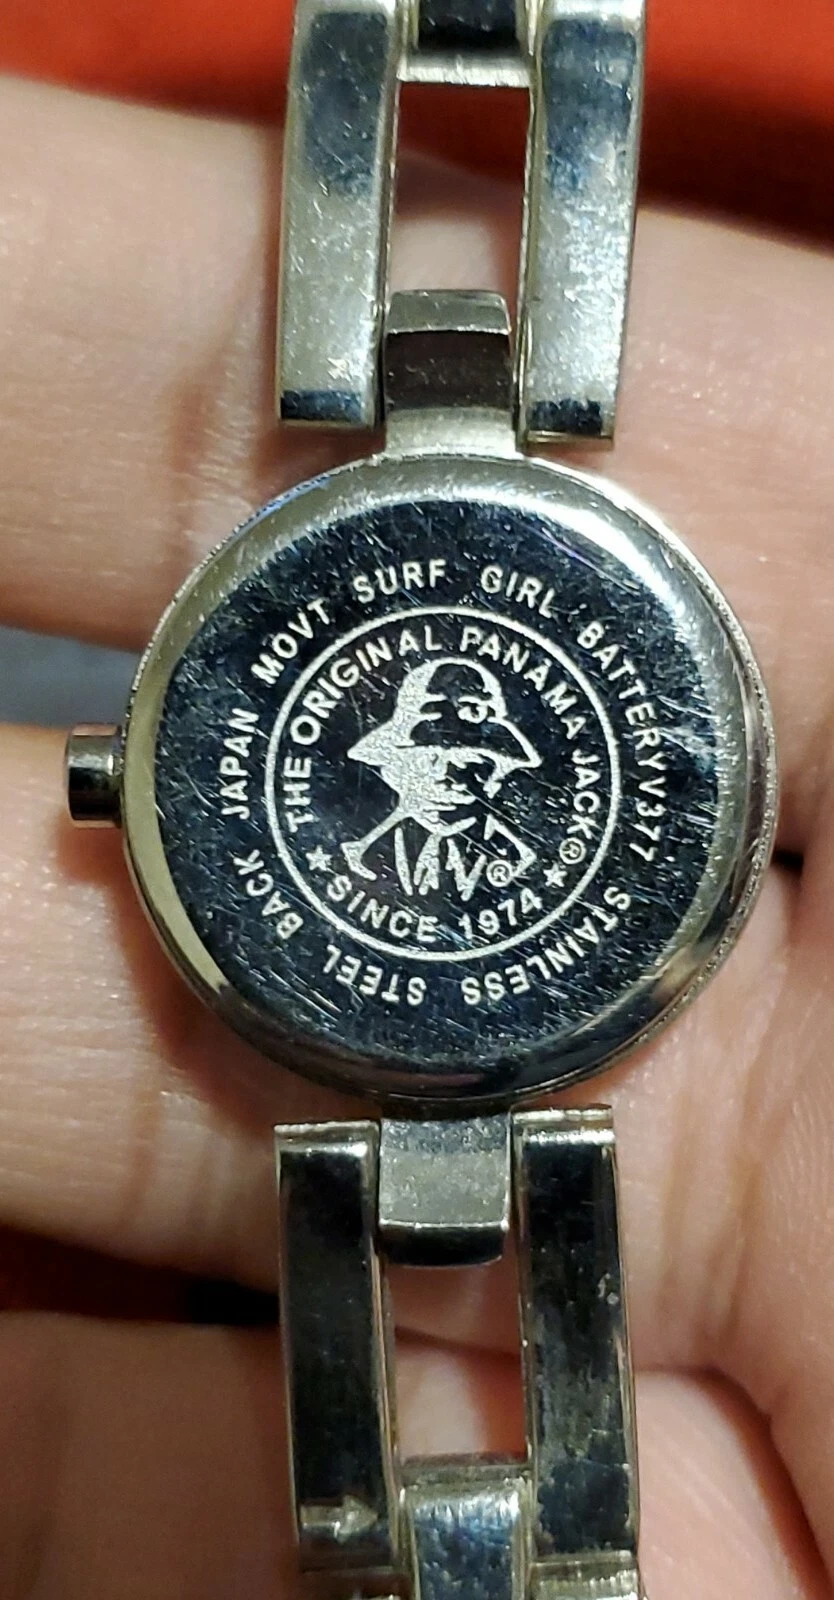 JAPAN MOVT SURF GIRL BATTERY V377 STAINLESS STEEL BACK
THE ORIGINAL PANAMA JACK®
®
★ SINCE 1974 ★